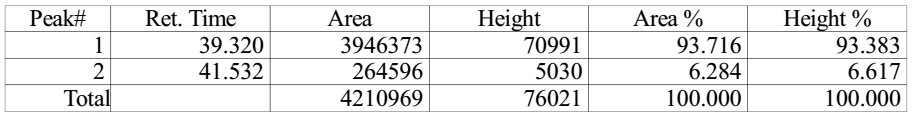 Peak# Ret. Time Area Height Area % Height %
1 39.320 3946373 70991 93.716 93.383
2 41.532 264596 5030 6.284 6.617
Total 4210969 76021 100.000 100.000